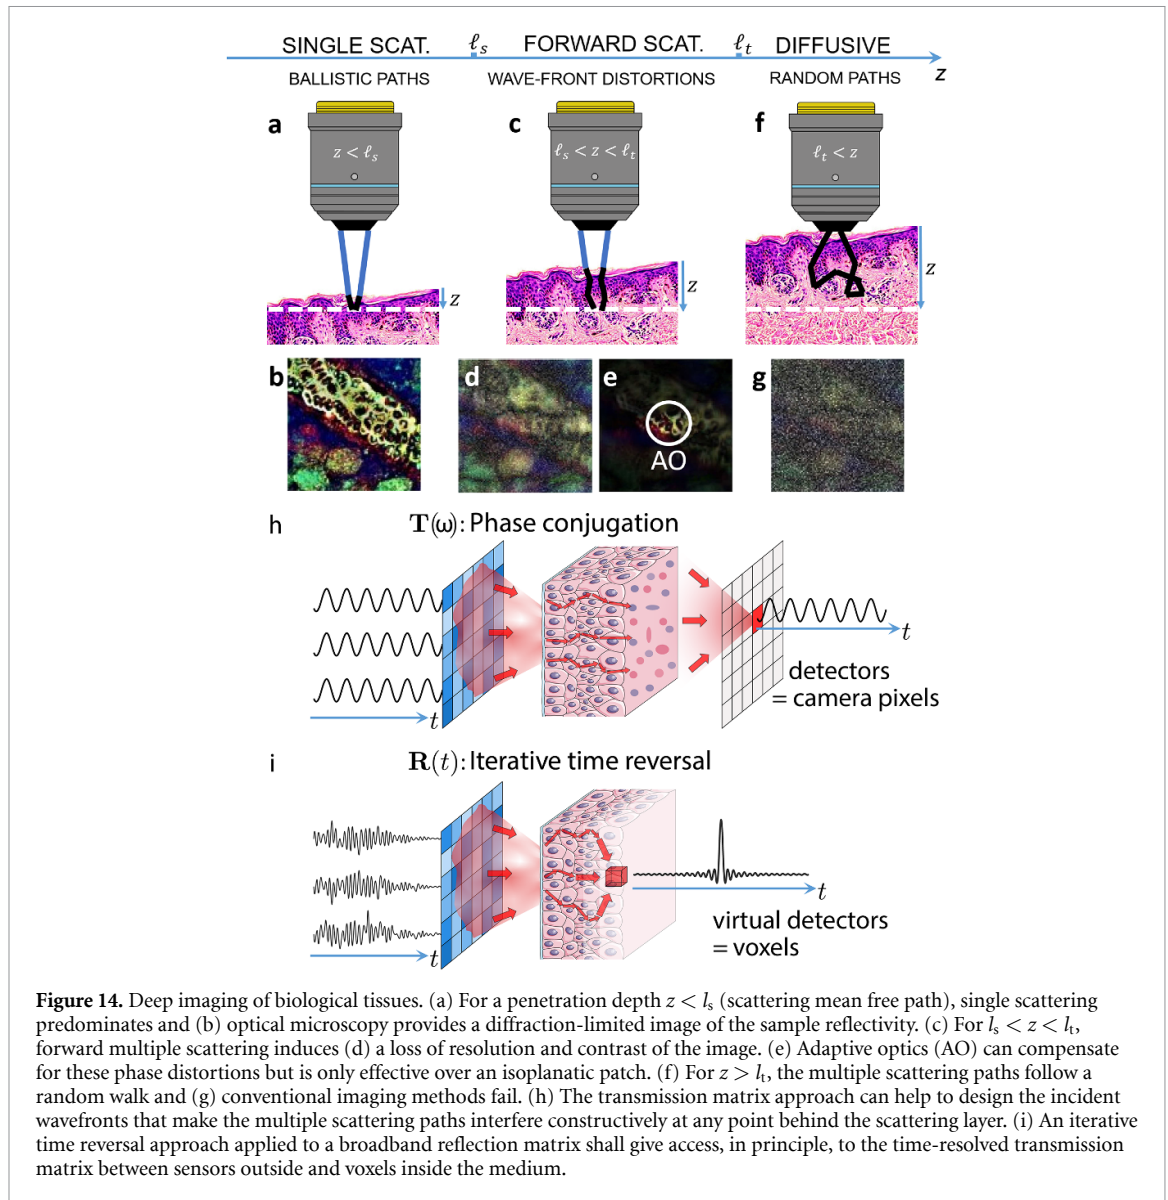 SINGLE SCAT. ℓs FORWARD SCAT. ℓt DIFFUSIVE
z
BALLISTIC PATHS WAVE-FRONT DISTORTIONS RANDOM PATHS
a c f
z < ℓs ℓs < z < ℓt ℓt < z
z z z
b d e g
AO
h T(ω): Phase conjugation
t
detectors
= camera pixels
t
i R(t): Iterative time reversal
t
virtual detectors
= voxels
t
Figure 14. Deep imaging of biological tissues. (a) For a penetration depth z < ls (scattering mean free path), single scattering
predominates and (b) optical microscopy provides a diffraction-limited image of the sample reflectivity. (c) For ls < z < lt,
forward multiple scattering induces (d) a loss of resolution and contrast of the image. (e) Adaptive optics (AO) can compensate
for these phase distortions but is only effective over an isoplanatic patch. (f) For z > lt, the multiple scattering paths follow a
random walk and (g) conventional imaging methods fail. (h) The transmission matrix approach can help to design the incident
wavefronts that make the multiple scattering paths interfere constructively at any point behind the scattering layer. (i) An iterative
time reversal approach applied to a broadband reflection matrix shall give access, in principle, to the time-resolved transmission
matrix between sensors outside and voxels inside the medium.